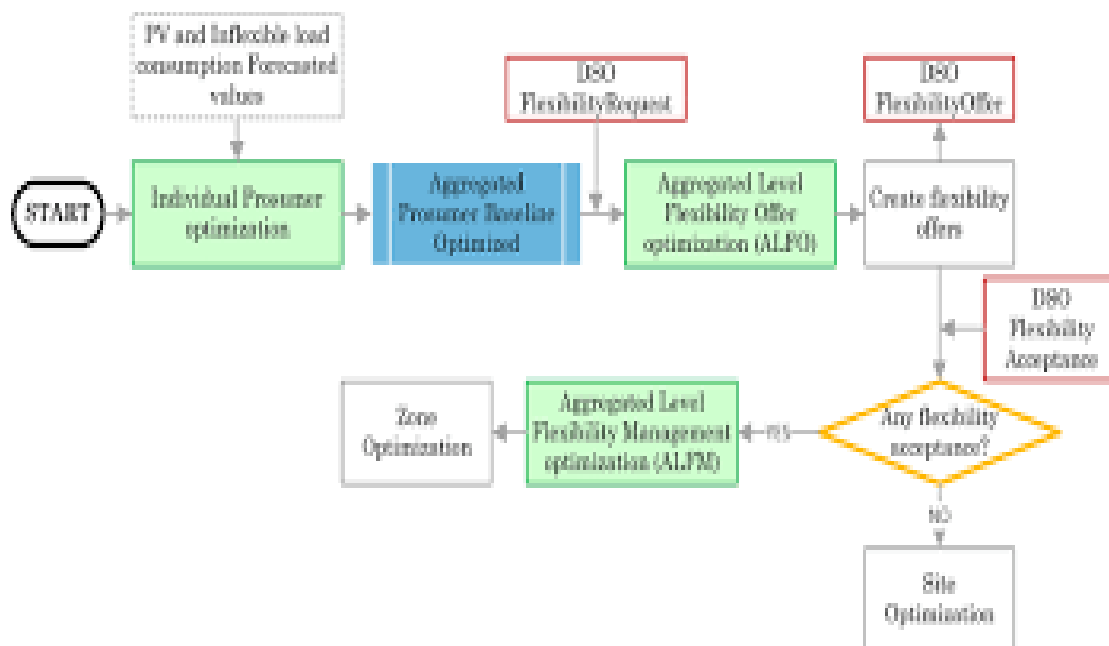 PV and Inflexible load
consumption Forecasted
values
DSO
FlexibilityRequest
DSO
FlexibilityOffer
START
Individual Prosumer
optimization
Aggregated
Prosumer Baseline
Optimized
Aggregated Level
Flexibility Offer
optimization (ALFO)
Create flexibility
offers
DSO
Flexibility
Acceptance
Zone
Optimization
Aggregated Level
Flexibility Management
optimization (ALFM)
YES
Any flexibility
acceptance?
NO
Site
Optimization